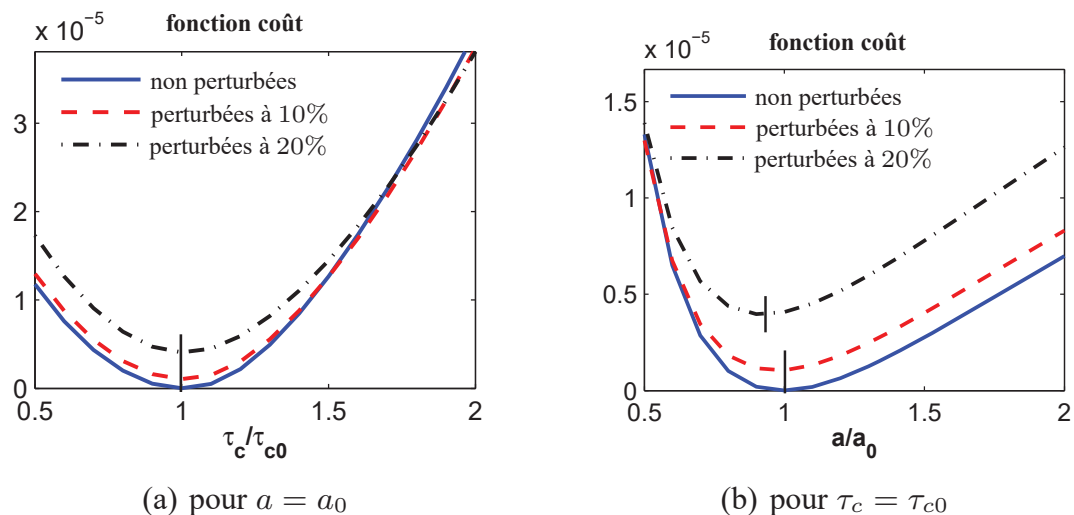 x 10⁻⁵
fonction coût
non perturbées
perturbées à 10%
perturbées à 20%
3
2
1
0
0.5
1
1.5
2
τc/τc0
(a) pour a = a0
x 10⁻⁵
fonction coût
non perturbées
perturbées à 10%
perturbées à 20%
1.5
1
0.5
0
0.5
1
1.5
2
a/a0
(b) pour τc = τc0